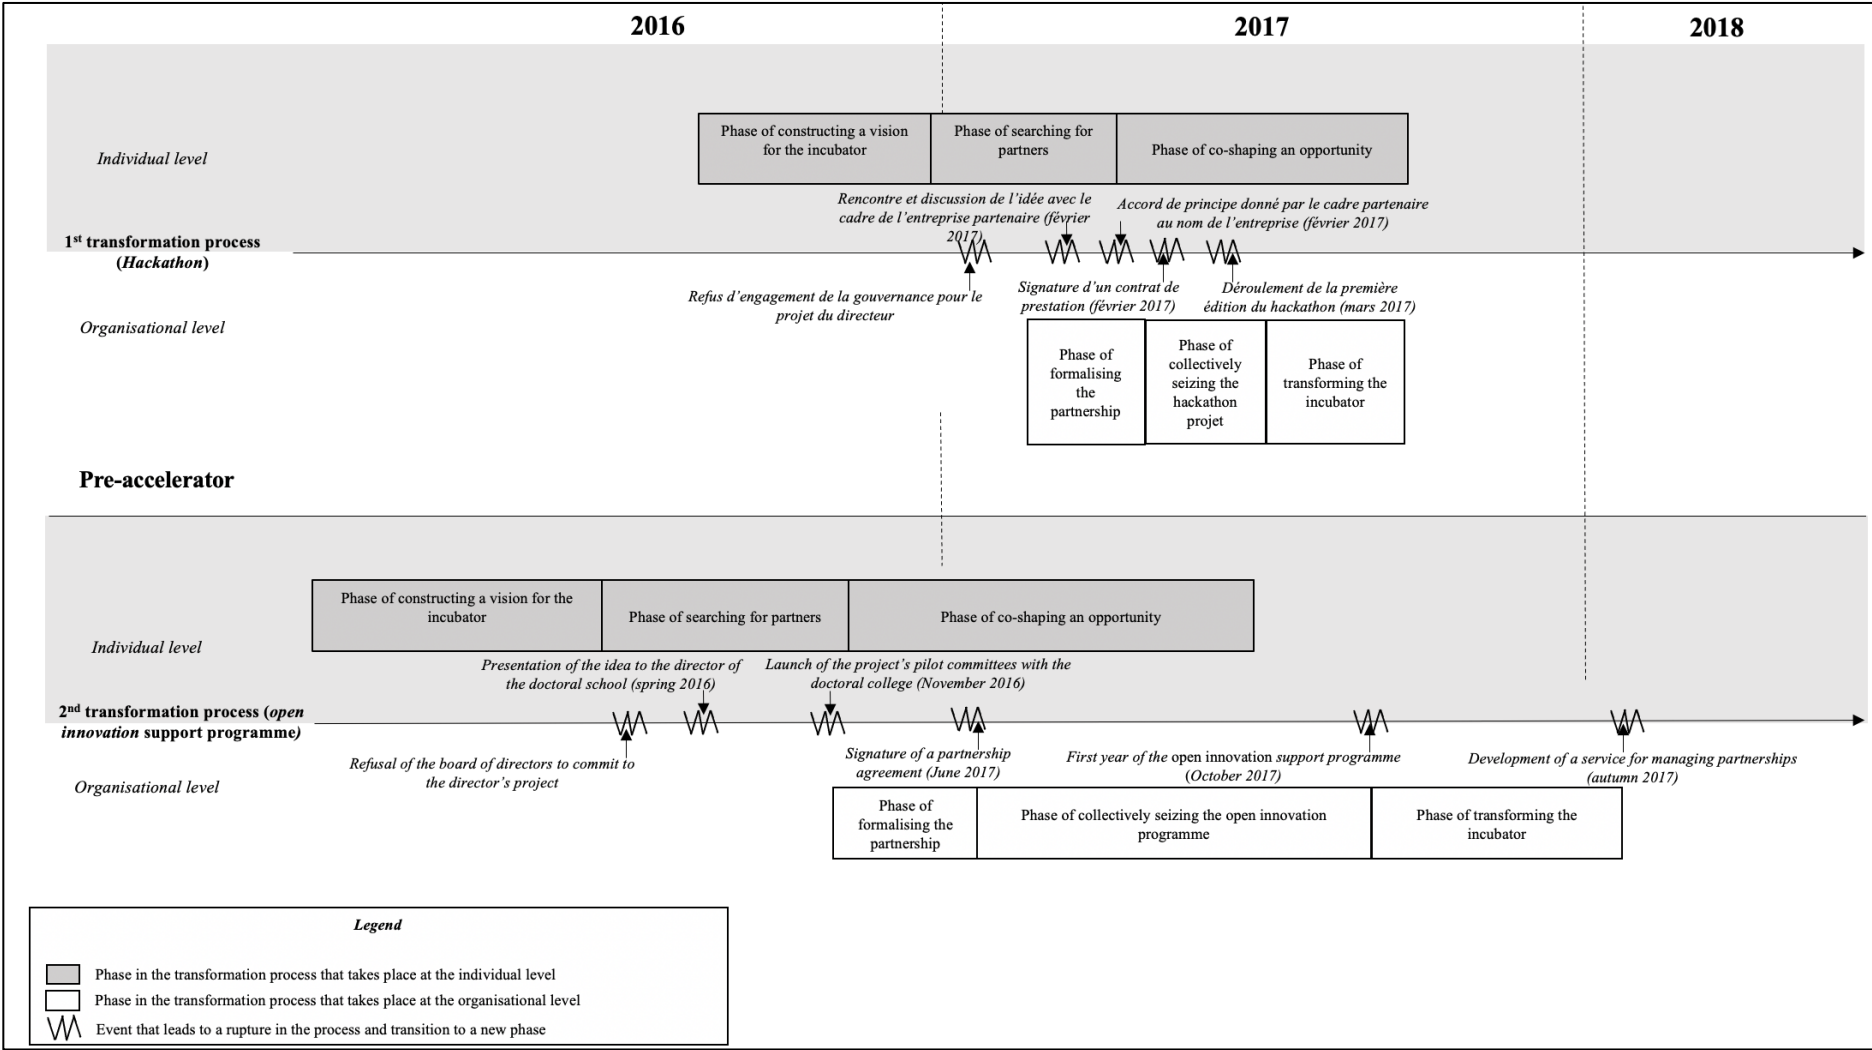 2016
2017
2018
Individual level
Phase of constructing a vision
for the incubator
Phase of searching for
partners
Phase of co-shaping an opportunity
Rencontre et discussion de l’idée avec le
cadre de l’entreprise partenaire (février
2017)
Accord de principe donné par le cadre partenaire
au nom de l’entreprise (février 2017)
1st transformation process
(Hackathon)
Refus d’engagement de la gouvernance pour le
projet du directeur
Signature d’un contrat de
prestation (février 2017)
Déroulement de la première
édition du hackathon (mars 2017)
Organisational level
Phase of
formalising
the
partnership
Phase of
collectively
seizing the
hackathon
projet
Phase of
transforming the
incubator
Pre-accelerator
Phase of constructing a vision for the
incubator
Phase of searching for partners
Phase of co-shaping an opportunity
Individual level
Presentation of the idea to the director of
the doctoral school (spring 2016)
Launch of the project’s pilot committees with the
doctoral college (November 2016)
2nd transformation process (open
innovation support programme)
Refusal of the board of directors to commit to
the director’s project
Signature of a partnership
agreement (June 2017)
First year of the open innovation support programme
(October 2017)
Development of a service for managing partnerships
(autumn 2017)
Organisational level
Phase of
formalising the
partnership
Phase of collectively seizing the open innovation
programme
Phase of transforming the
incubator
Legend
Phase in the transformation process that takes place at the individual level
Phase in the transformation process that takes place at the organisational level
Event that leads to a rupture in the process and transition to a new phase